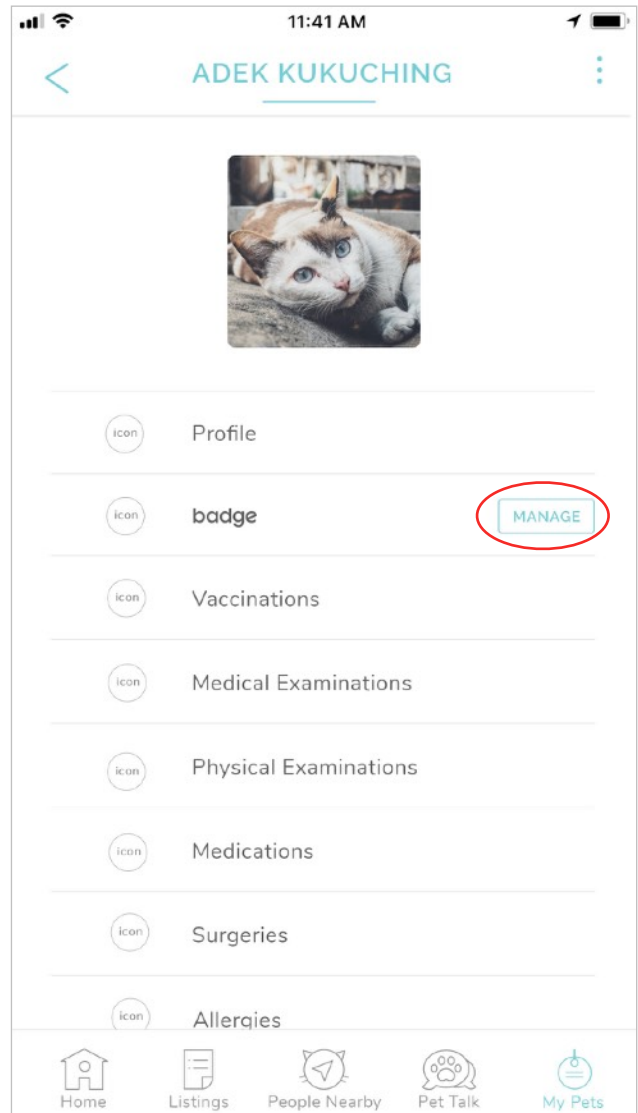 11:41 AM
ADEK KUKUCHING
icon Profile
icon badge MANAGE
icon Vaccinations
icon Medical Examinations
icon Physical Examinations
icon Medications
icon Surgeries
icon Allergies
Home Listings People Nearby Pet Talk My Pets